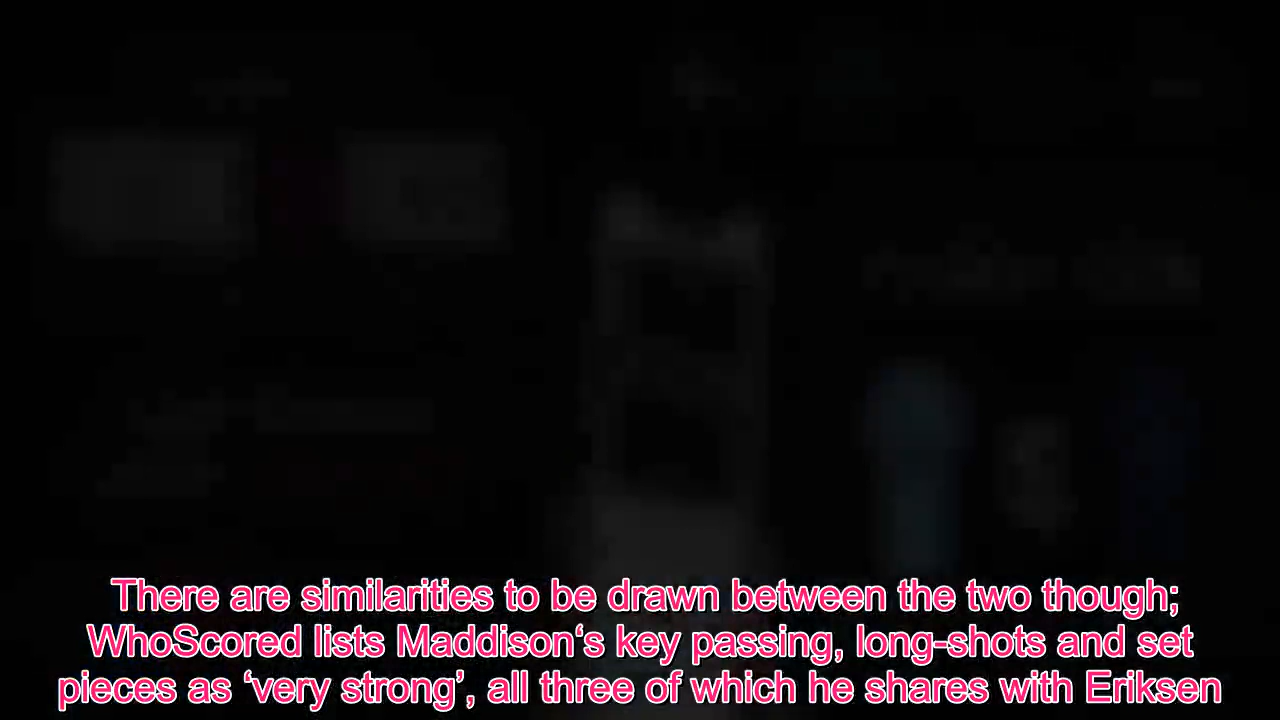 There are similarities to be drawn between the two though;
WhoScored lists Maddison‘s key passing, long-shots and set
pieces as ‘very strong’, all three of which he shares with Eriksen